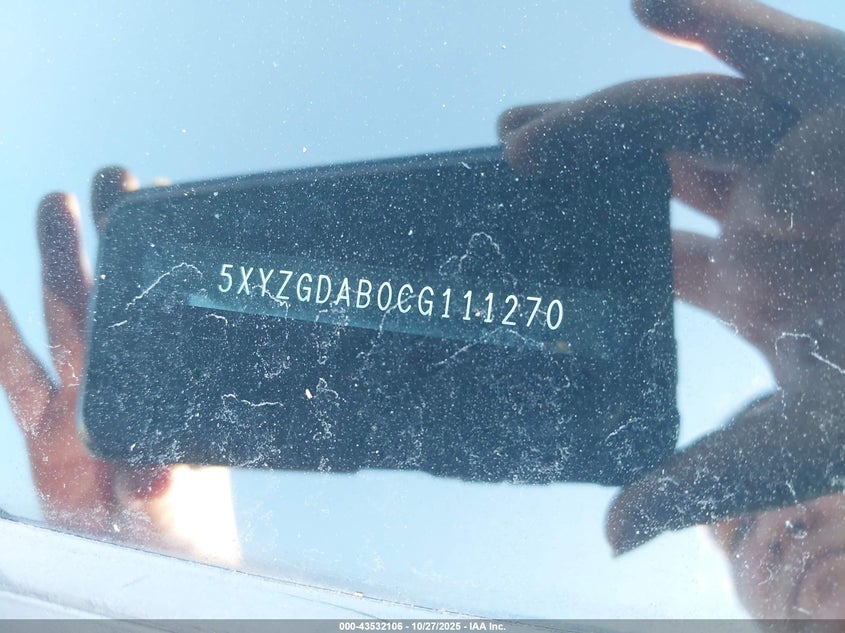 5XYZGDAB0CG111270
000-43532106 - 10/27/2025 - IAA Inc.